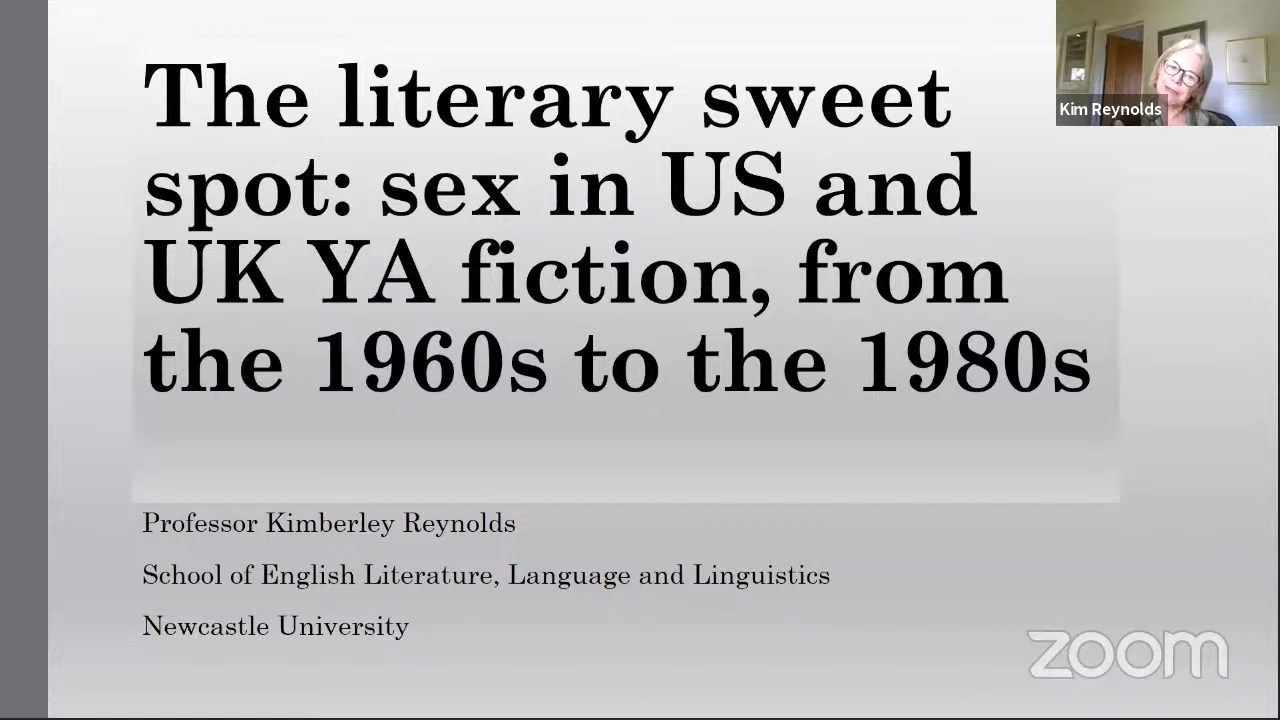 The literary sweet
spot: sex in US and
UK YA fiction, from
the 1960s to the 1980s
Kim Reynolds
Professor Kimberley Reynolds
School of English Literature, Language and Linguistics
Newcastle University
zoom